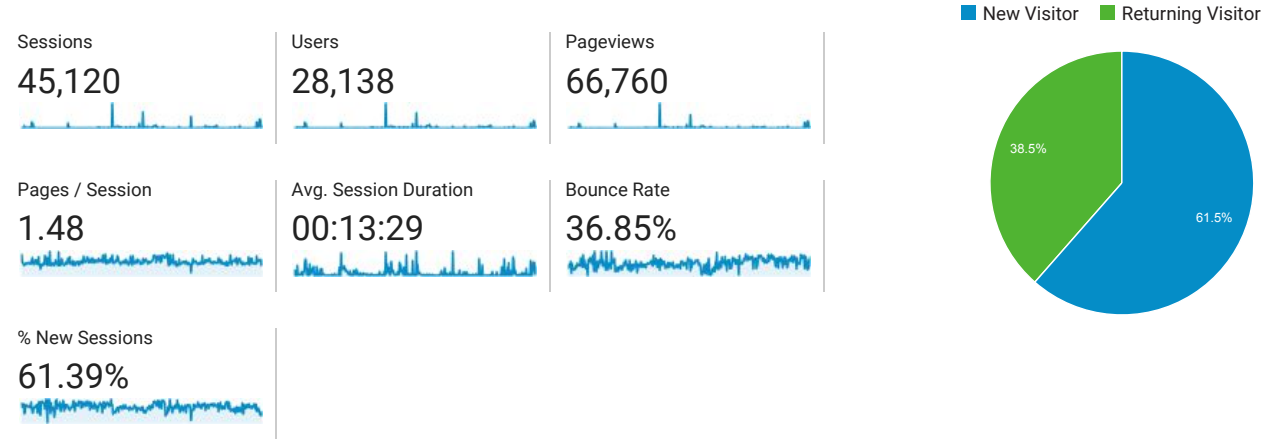 New Visitor
Returning Visitor
Sessions
45,120
Users
28,138
Pageviews
66,760
Pages / Session
1.48
Avg. Session Duration
00:13:29
Bounce Rate
36.85%
% New Sessions
61.39%
38.5%
61.5%